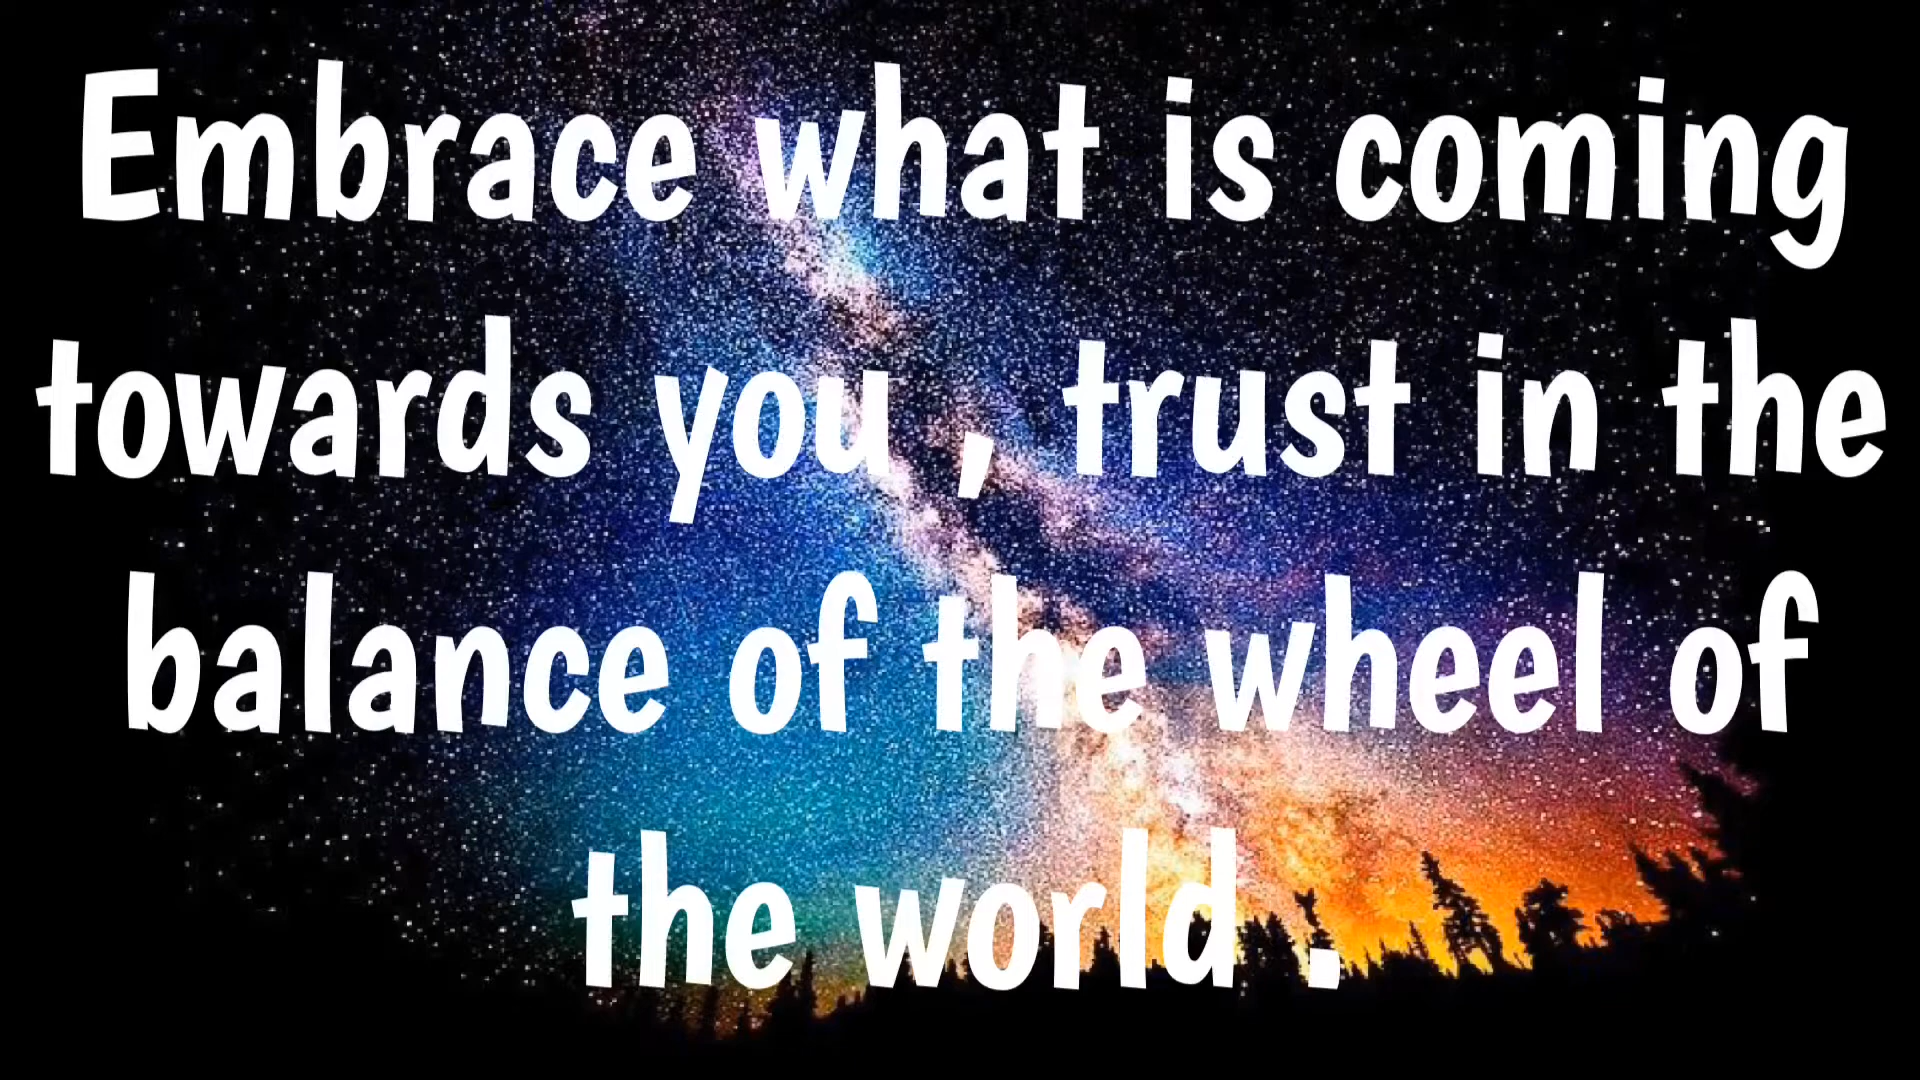 Embrace what is coming
towards you , trust in the
balance of the wheel of
the world .